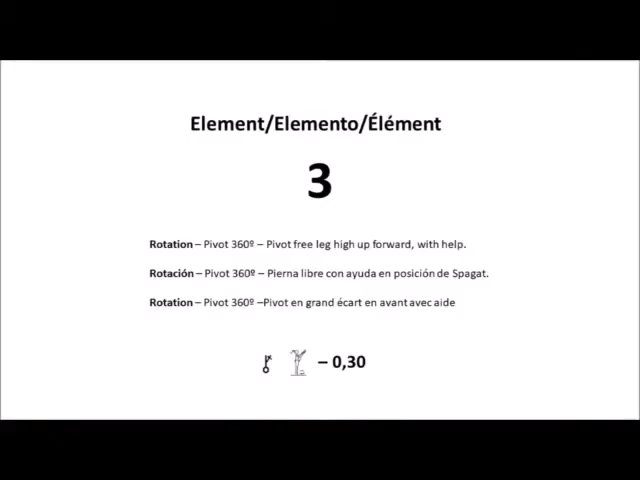 Element/Elemento/Élément
3
Rotation – Pivot 360º – Pivot free leg high up forward, with help.
Rotación – Pivot 360º – Pierna libre con ayuda en posición de Spagat.
Rotation – Pivot 360º –Pivot en grand écart en avant avec aide
– 0,30